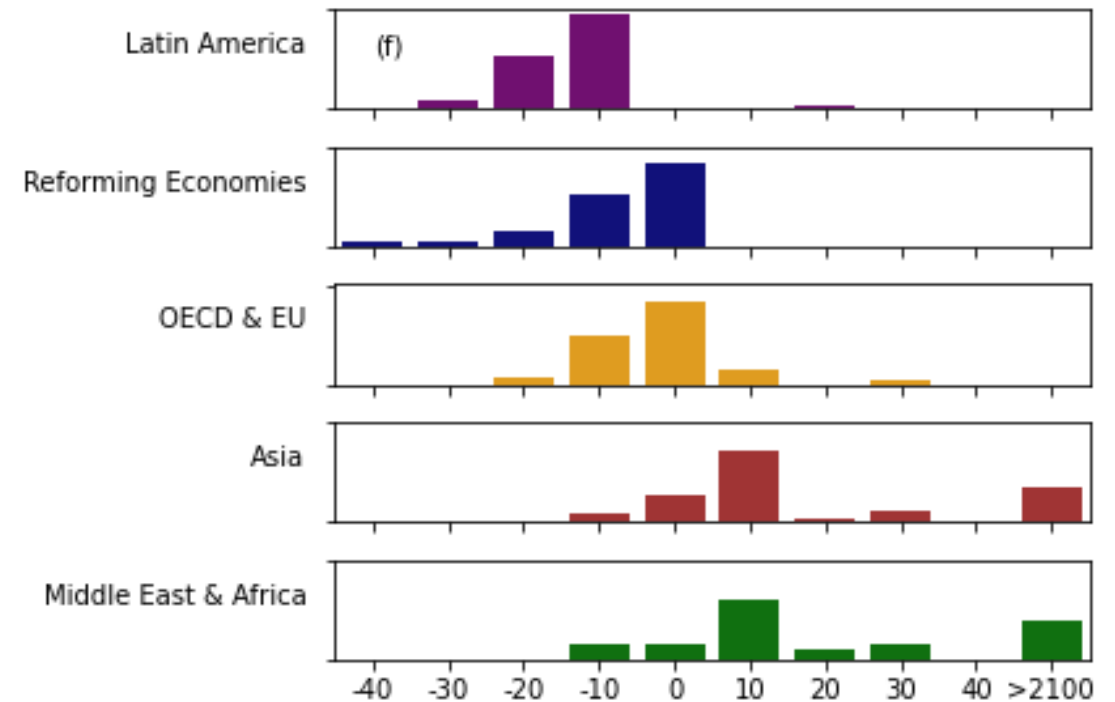 Latin America
(f)
Reforming Economies
OECD & EU
Asia
Middle East & Africa
-40 -30 -20 -10 0 10 20 30 40 >2100